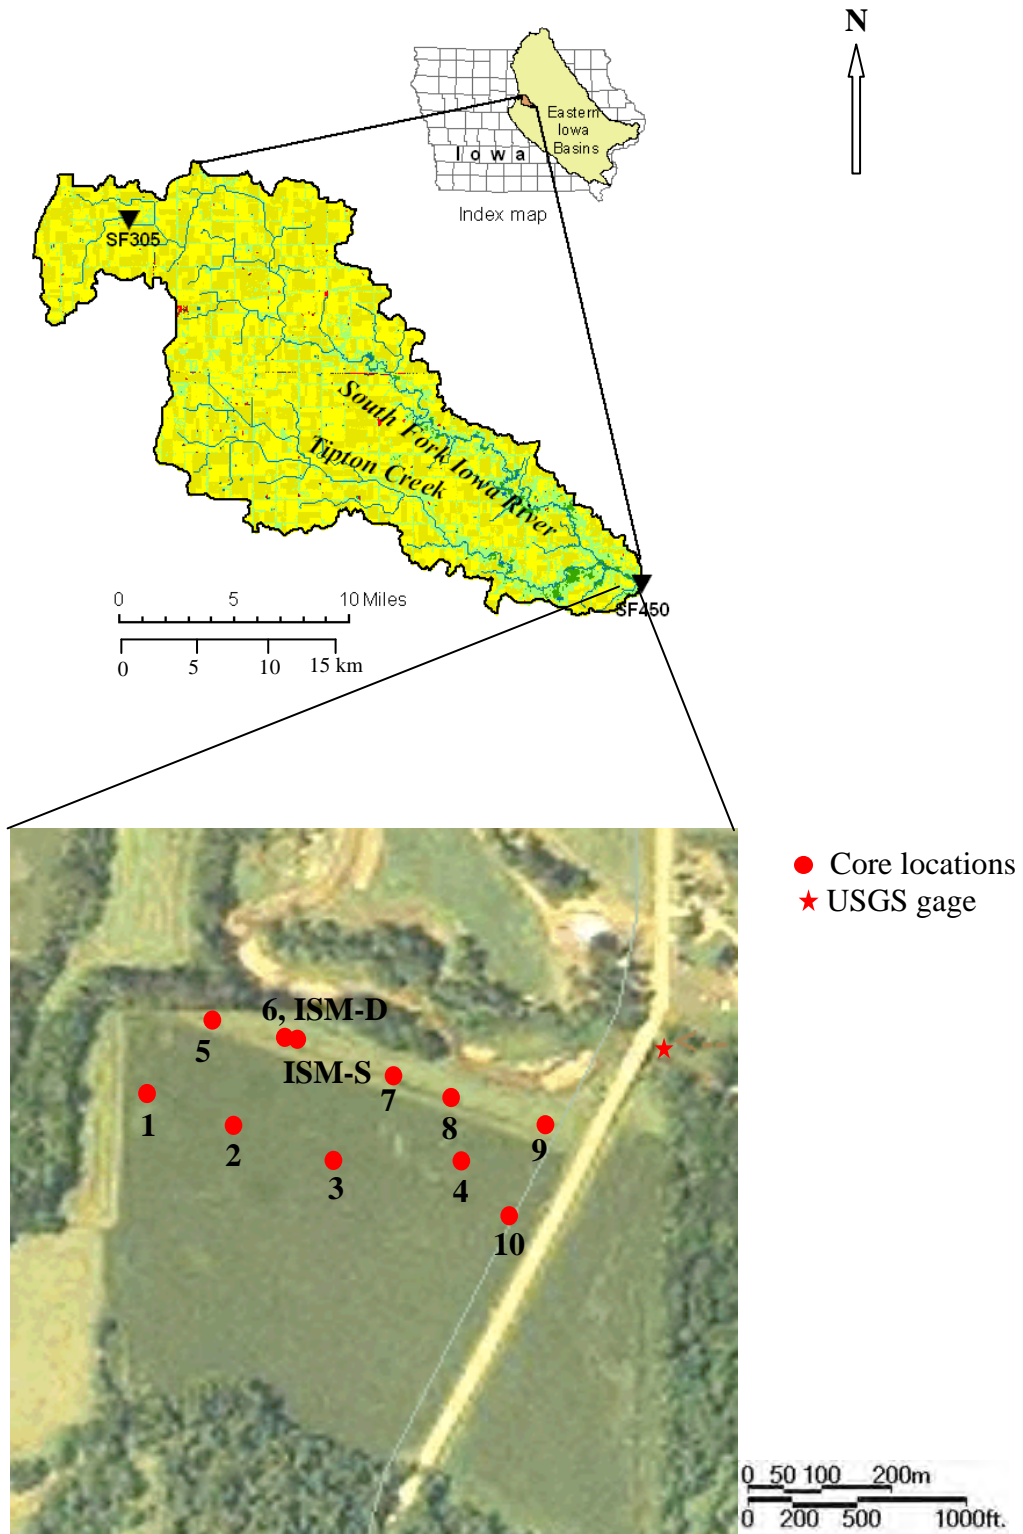 N
Eastern
Iowa
Basins
Iowa
Index map
SF305
South Fork Iowa River
Tipton Creek
SF450
0 5 10 Miles
0 5 10 15 km
Core locations
USGS gage
6, ISM-D
5
ISM-S
7
1
8
2
9
3
4
10
0 50 100 200m
0 200 500 1000ft.